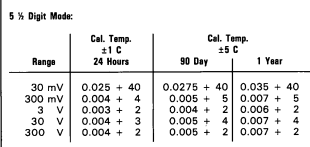 5 ½ Digit Mode:
Cal. Temp. Cal. Temp.
±1 C ±5 C
Range 24 Hours 90 Day 1 Year
30 mV 0.025 + 40 0.0275 + 40 0.035 + 40
300 mV 0.004 + 4 0.005 + 5 0.007 + 5
3 V 0.003 + 2 0.004 + 2 0.006 + 2
30 V 0.004 + 3 0.005 + 4 0.007 + 4
300 V 0.004 + 2 0.005 + 2 0.007 + 2